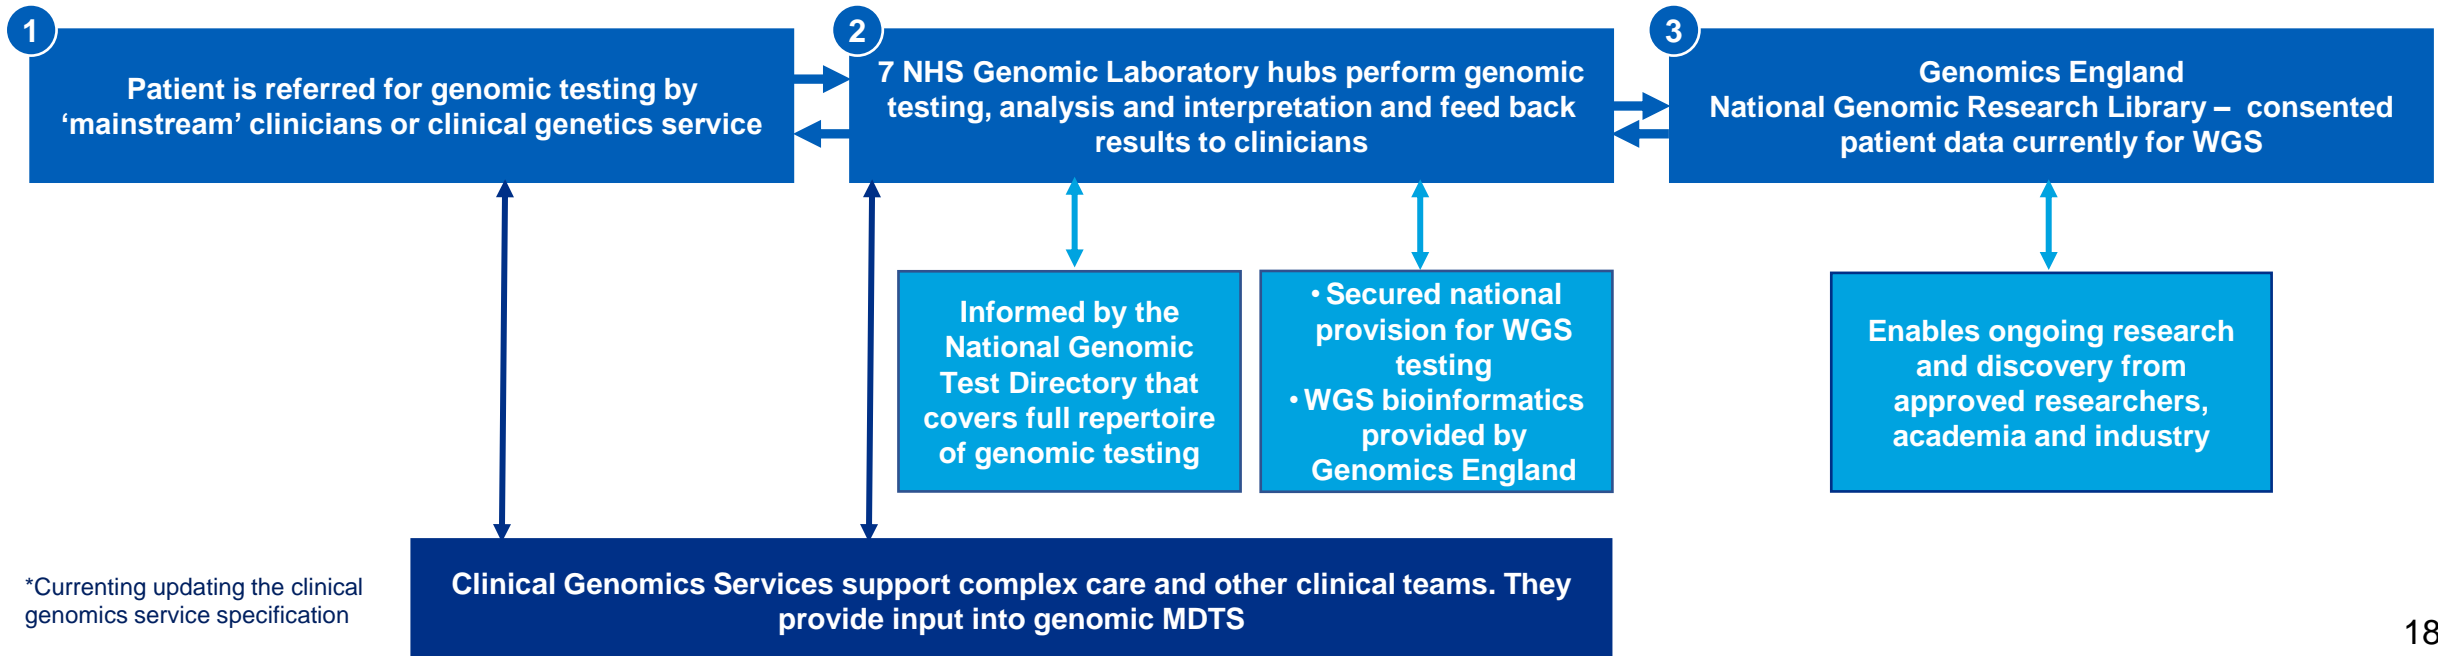 1
Patient is referred for genomic testing by
‘mainstream’ clinicians or clinical genetics service
2
7 NHS Genomic Laboratory hubs perform genomic
testing, analysis and interpretation and feed back
results to clinicians
3
Genomics England
National Genomic Research Library – consented
patient data currently for WGS
Informed by the
National Genomic
Test Directory that
covers full repertoire
of genomic testing
• Secured national
provision for WGS
testing
• WGS bioinformatics
provided by
Genomics England
Enables ongoing research
and discovery from
approved researchers,
academia and industry
Clinical Genomics Services support complex care and other clinical teams. They
provide input into genomic MDTS
*Currenting updating the clinical
genomics service specification
18